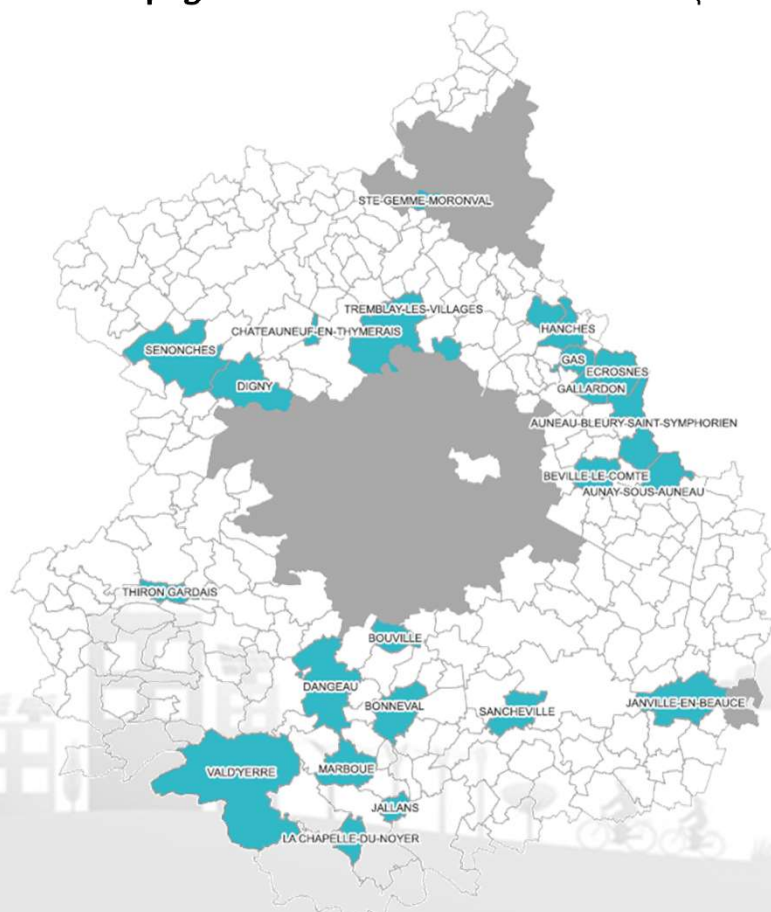 STE-GEMME-MORONVAL
TREMBLAY-LES-VILLAGES
CHATEAUNEUF-EN-THYMERAIS
HANCHES
SENONCHES
GAS
ECROSNES
DIGNY
GALLARDON
AUNEAU-BLEURY-SAINT-SYMPHORIEN
BEVILLE-LE-COMTE
AUNAY-SOUS-AUNEAU
THIRON GARDAIS
BOUVILLE
DANGEAU
BONNEVAL
SANCHEVILLE
JANVILLE-EN-BEAUCE
VALD'YERRE
MARBOUE
JALLANS
LA CHAPELLE-DU-NOYER